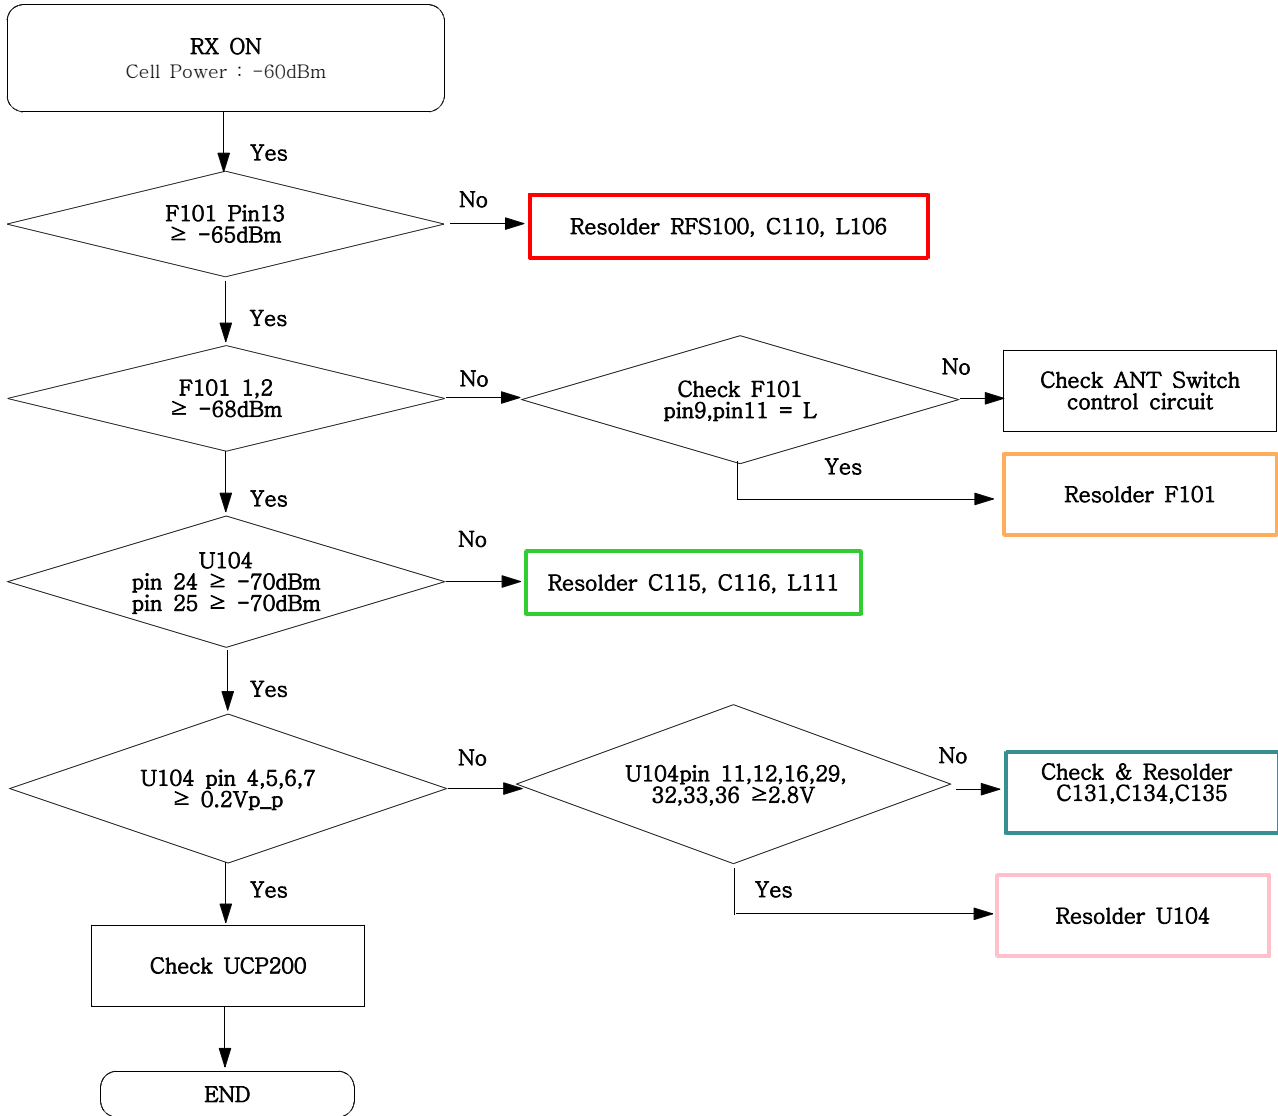 RX ON
Cell Power : -60dBm
Yes
F101 Pin13
≥ -65dBm
No
Resolder RFS100, C110, L106
Yes
F101 1,2
≥ -68dBm
No
Check F101
pin9,pin11 = L
No
Check ANT Switch
control circuit
Yes
Resolder F101
Yes
U104
pin 24 ≥ -70dBm
pin 25 ≥ -70dBm
No
Resolder C115, C116, L111
Yes
U104 pin 4,5,6,7
≥ 0.2Vp_p
No
U104pin 11,12,16,29,
32,33,36 ≥2.8V
No
Check & Resolder
C131,C134,C135
Yes
Resolder U104
Yes
Check UCP200
END